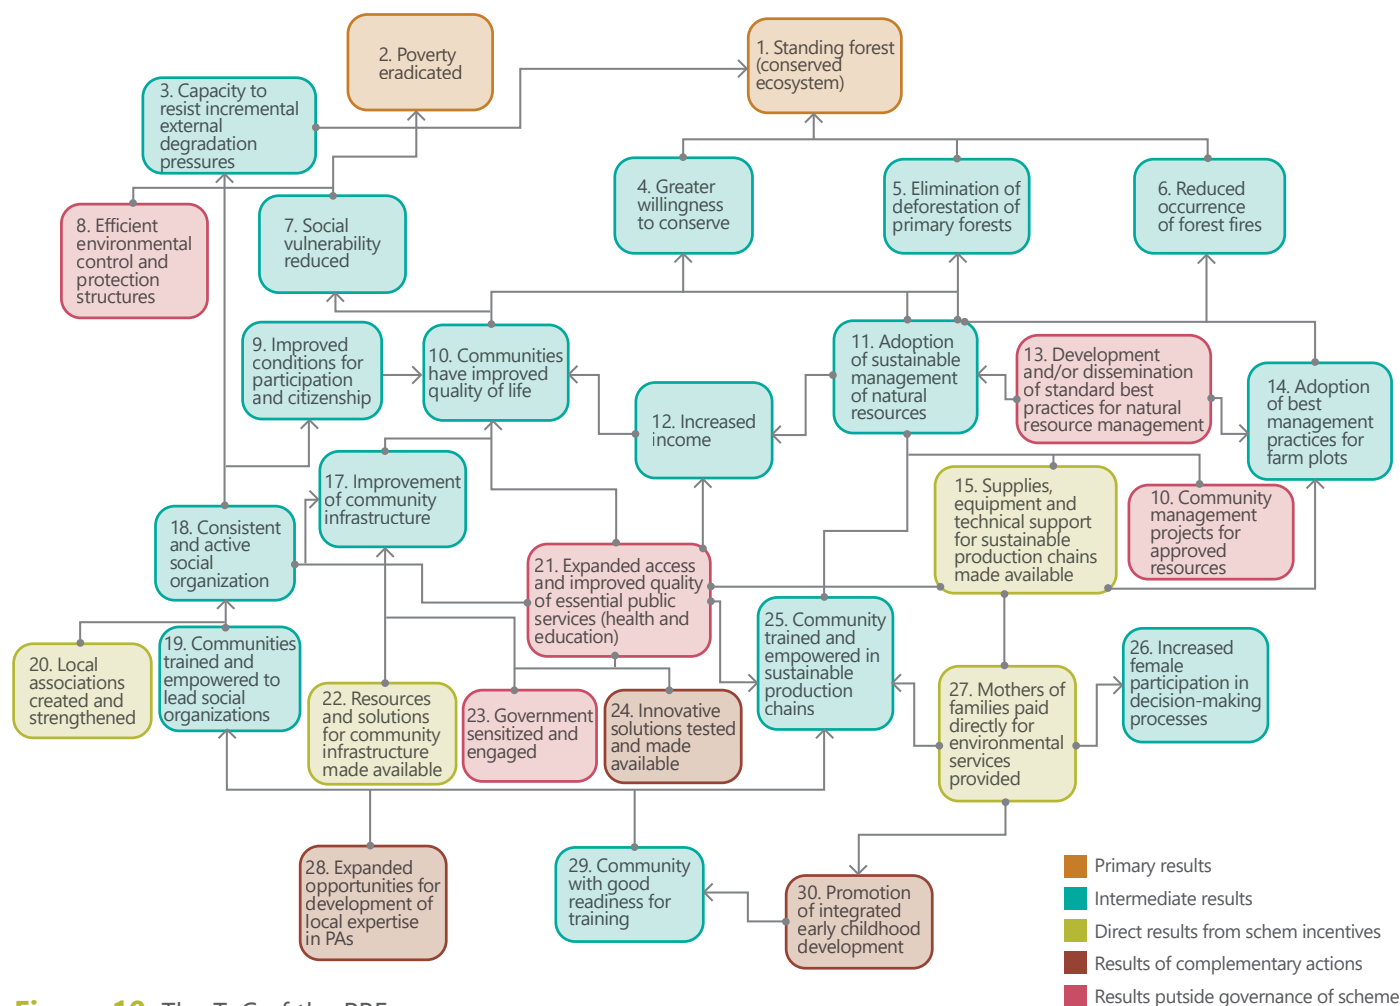 2. Poverty
eradicated
1. Standing forest
(conserved
ecosystem)
3. Capacity to
resist incremental
external
degradation
pressures
4. Greater
willingness
to conserve
5. Elimination of
deforestation of
primary forests
6. Reduced
occurrence
of forest fires
8. Efficient
environmental
control and
protection
structures
7. Social
vulnerability
reduced
9. Improved
conditions for
participation
and citizenship
10. Communities
have improved
quality of life
11. Adoption
of sustainable
management
of natural
resources
13. Development
and/or dissemination
of standard best
practices for natural
resource management
14. Adoption
of best
management
practices for
farm plots
12. Increased
income
17. Improvement
of community
infrastructure
15. Supplies,
equipment and
technical support
for sustainable
production chains
made available
10. Community
management
projects for
approved
resources
18. Consistent
and active
social
organization
21. Expanded access
and improved quality
of essential public
services (health and
education)
25. Community
trained and
empowered in
sustainable
production
chains
20. Local
associations
created and
strengthened
19. Communities
trained and
empowered to
lead social
organizations
26. Increased
female
participation in
decision-making
processes
22. Resources
and solutions
for community
infrastructure
made available
23. Government
sensitized and
engaged
24. Innovative
solutions tested
and made
available
27. Mothers of
families paid
directly for
environmental
services
provided
28. Expanded
opportunities for
development of
local expertise
in PAs
29. Community
with good
readiness for
training
30. Promotion
of integrated
early childhood
development
Primary results
Intermediate results
Direct results from schem incentives
Results of complementary actions
Results putside governance of scheme